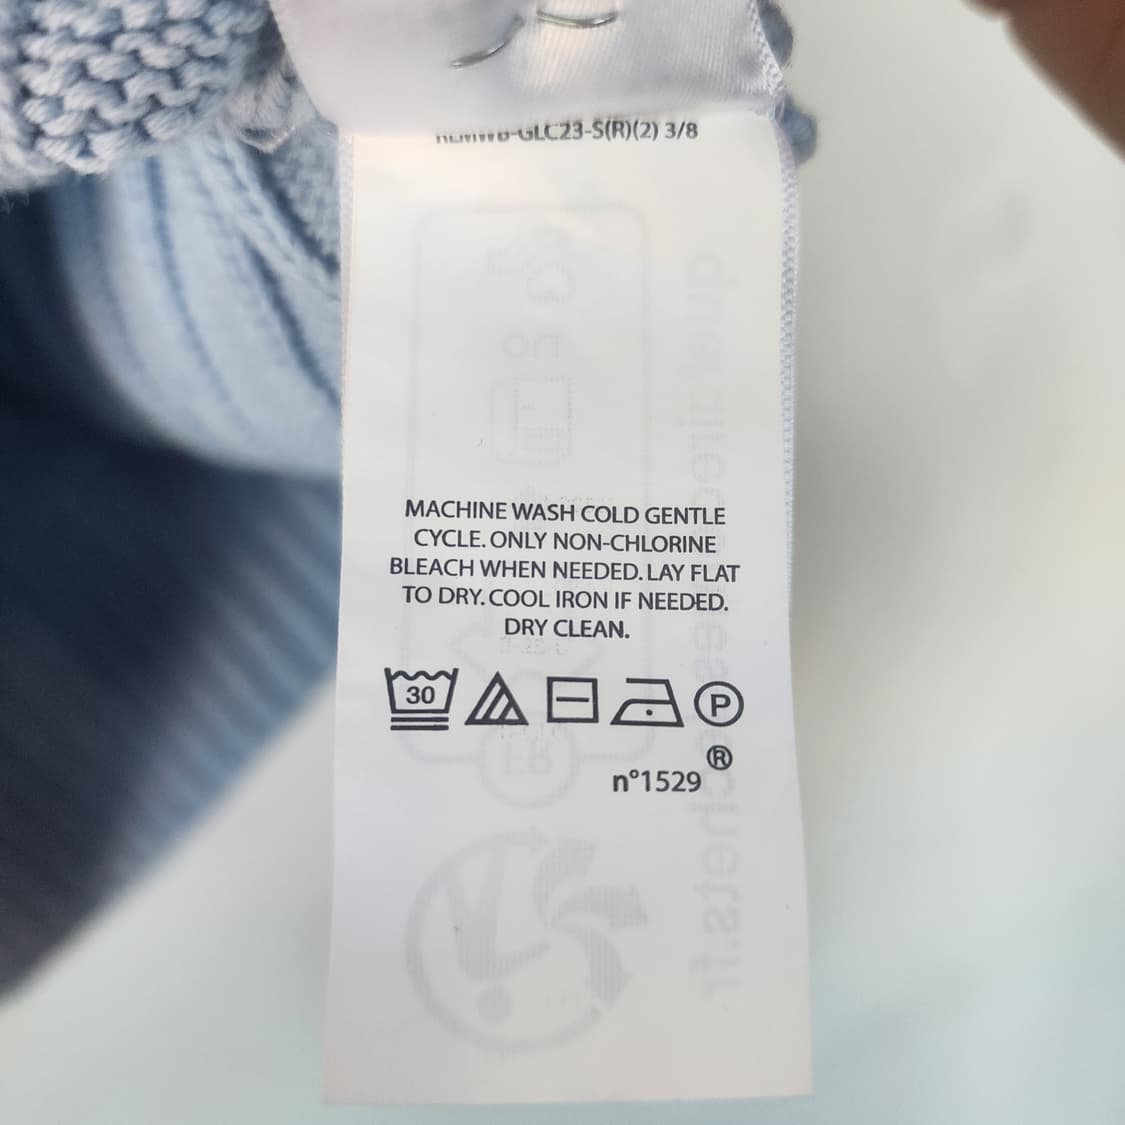 GLC23-S(R)(2) 3/8
MACHINE WASH COLD GENTLE
CYCLE. ONLY NON-CHLORINE
BLEACH WHEN NEEDED. LAY FLAT
TO DRY. COOL IRON IF NEEDED.
DRY CLEAN.
30
P
®
n°1529